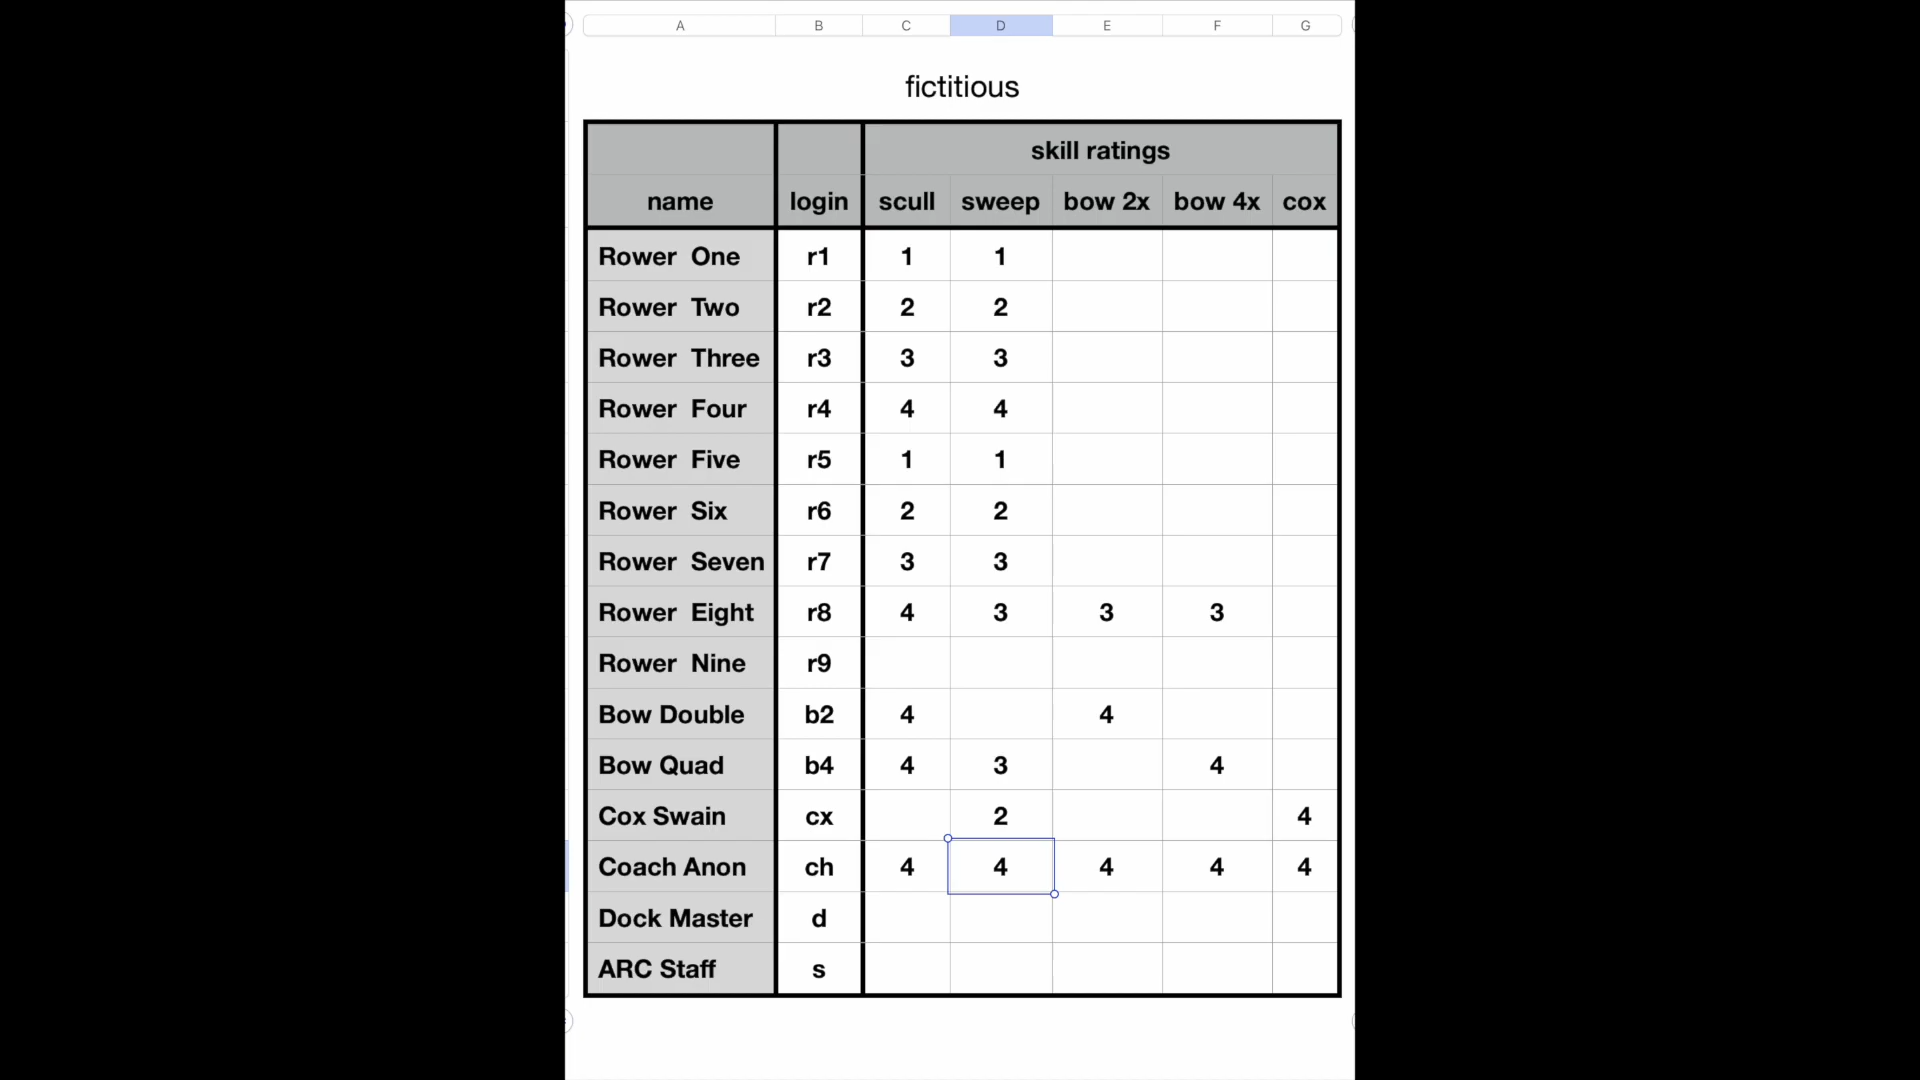 A B C D E F G
fictitious
skill ratings
name login scull sweep bow 2x bow 4x cox
Rower One r1 1 1
Rower Two r2 2 2
Rower Three r3 3 3
Rower Four r4 4 4
Rower Five r5 1 1
Rower Six r6 2 2
Rower Seven r7 3 3
Rower Eight r8 4 3 3 3
Rower Nine r9
Bow Double b2 4 4
Bow Quad b4 4 3 4
Cox Swain cx 2 4
Coach Anon ch 4 4 4 4 4
Dock Master d
ARC Staff s